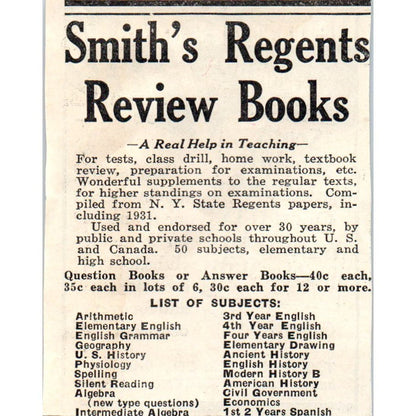 Smith's Regents
Review Books
—A Real Help in Teaching—
For tests, class drill, home work, textbook
review, preparation for examinations, etc.
Wonderful supplements to the regular texts,
for higher standings on examinations. Com-
piled from N. Y. State Regents papers, in-
cluding 1931.
Used and endorsed for over 30 years, by
public and private schools throughout U. S.
and Canada. 50 subjects, elementary and
high school.
Question Books or Answer Books—40c each,
35c each in lots of 6, 30c each for 12 or more.
LIST OF SUBJECTS:
Arithmetic
Elementary English
English Grammar
Geography
U. S. History
Physiology
Spelling
Silent Reading
Algebra
(new type questions)
Intermediate Algebra
3rd Year English
4th Year English
Four Years English
Elementary Drawing
Ancient History
English History
Modern History B
American History
Civil Government
Economics
1st 2 Years Spanish